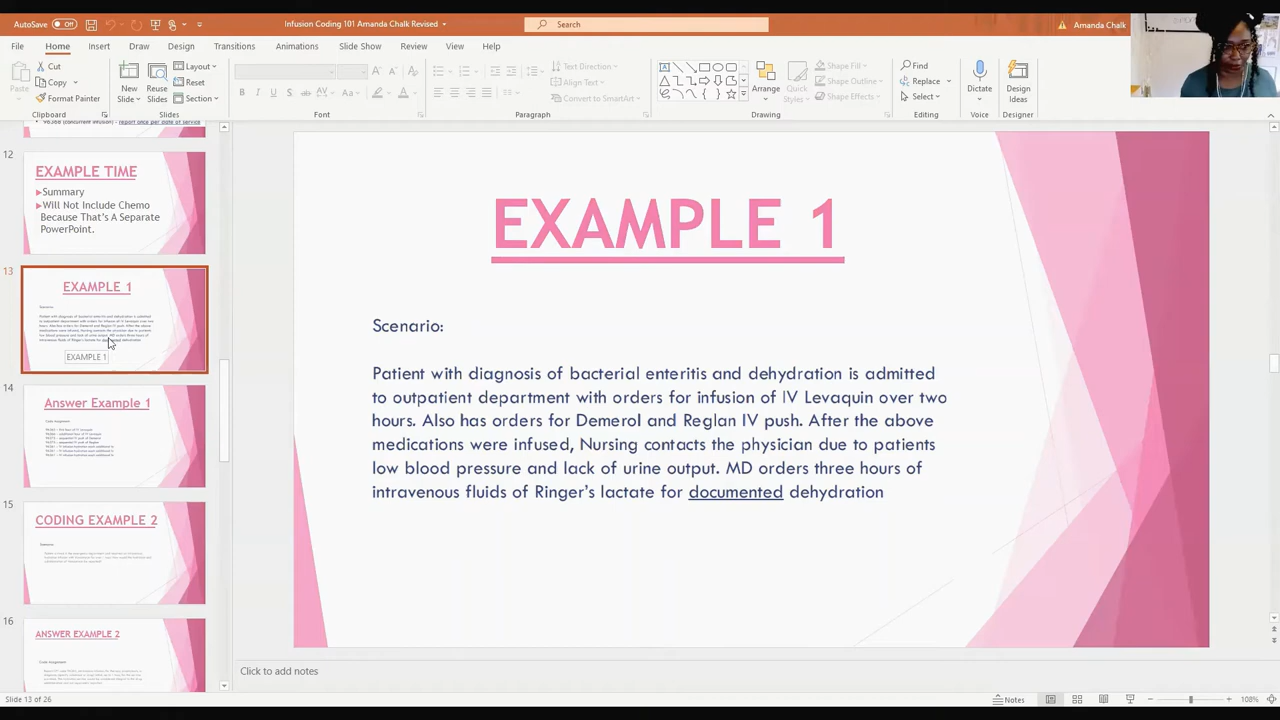 AutoSave Off
Infusion Coding 101 Amanda Chalk Revised
Search
Amanda Chalk
File Home Insert Draw Design Transitions Animations Slide Show Review View Help
Paste
Cut
Copy
Format Painter
Clipboard
New Slide
Reuse Slides
Layout
Reset
Section
Slides
Font
Text Direction
Align Text
Convert to SmartArt
Paragraph
Arrange
Quick Styles
Shape Fill
Shape Outline
Shape Effects
Drawing
Find
Replace
Select
Editing
Dictate
Voice
Design Ideas
Designer
12
EXAMPLE TIME
Summary
Will Not Include Chemo
Because That's A Separate
PowerPoint.
13
EXAMPLE 1
EXAMPLE 1
14
Answer Example 1
15
CODING EXAMPLE 2
16
ANSWER EXAMPLE 2
EXAMPLE 1
Scenario:
Patient with diagnosis of bacterial enteritis and dehydration is admitted
to outpatient department with orders for infusion of IV Levaquin over two
hours. Also has orders for Demerol and Reglan IV push. After the above
medications were infused, Nursing contacts the physician due to patients
low blood pressure and lack of urine output. MD orders three hours of
intravenous fluids of Ringer's lactate for documented dehydration
Click to add notes
Slide 13 of 26
Notes
108%